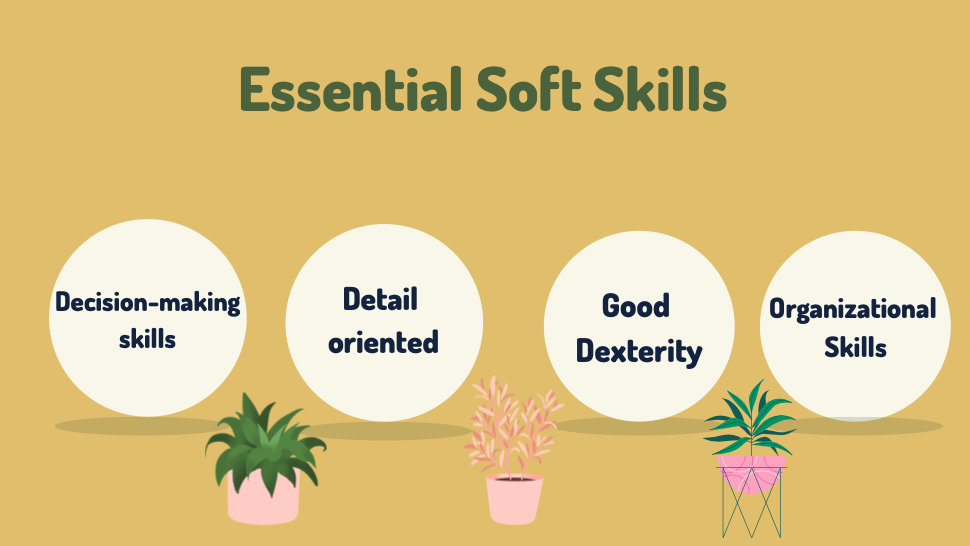 Essential Soft Skills
Decision-making
skills
Detail
oriented
Good
Dexterity
Organizational
Skills